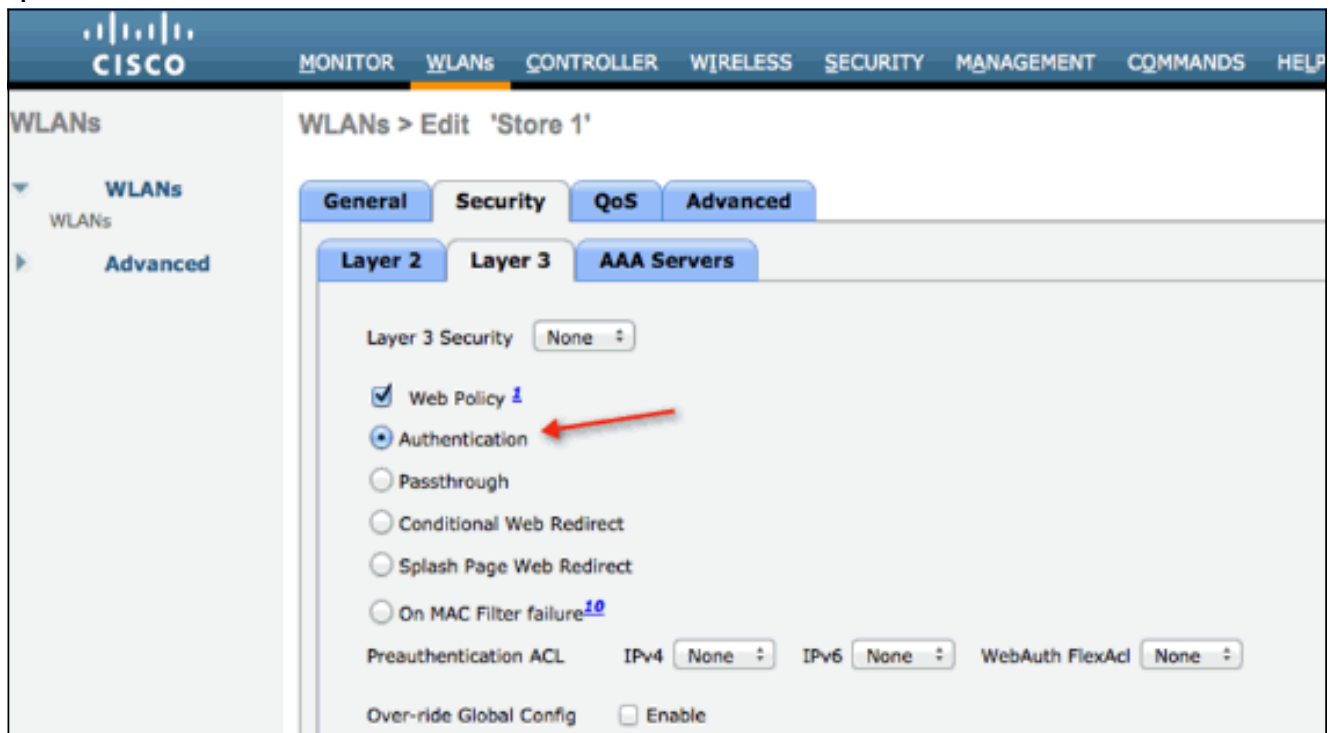 CISCO
MONITOR WLANs CONTROLLER WIRELESS SECURITY MANAGEMENT COMMANDS HELP
WLANs
WLANs > Edit 'Store 1'
WLANs
WLANs
Advanced
General Security QoS Advanced
Layer 2 Layer 3 AAA Servers
Layer 3 Security None
Web Policy 1
Authentication
Passthrough
Conditional Web Redirect
Splash Page Web Redirect
On MAC Filter failure10
Preauthentication ACL IPv4 None IPv6 None WebAuth FlexAcl None
Over-ride Global Config Enable